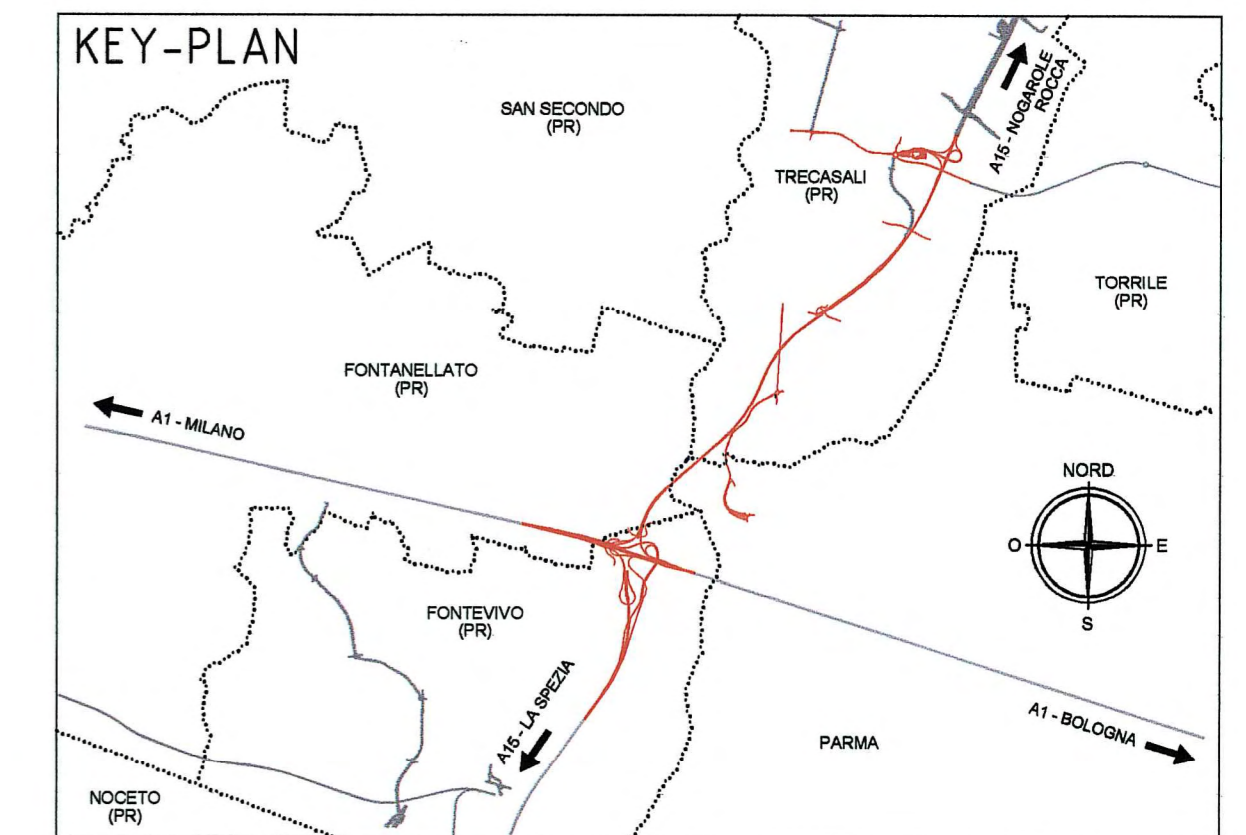 KEY-PLAN
SAN SECONDO
(PR)
A15 - NOGAROLE
ROCCA
TRECASALI
(PR)
TORRILE
(PR)
FONTANELLATO
(PR)
A1 - MILANO
NORD
O
E
S
FONTEVIVO
(PR)
A15 - LA SPEZIA
A1 - BOLOGNA
PARMA
NOCETO
(PR)